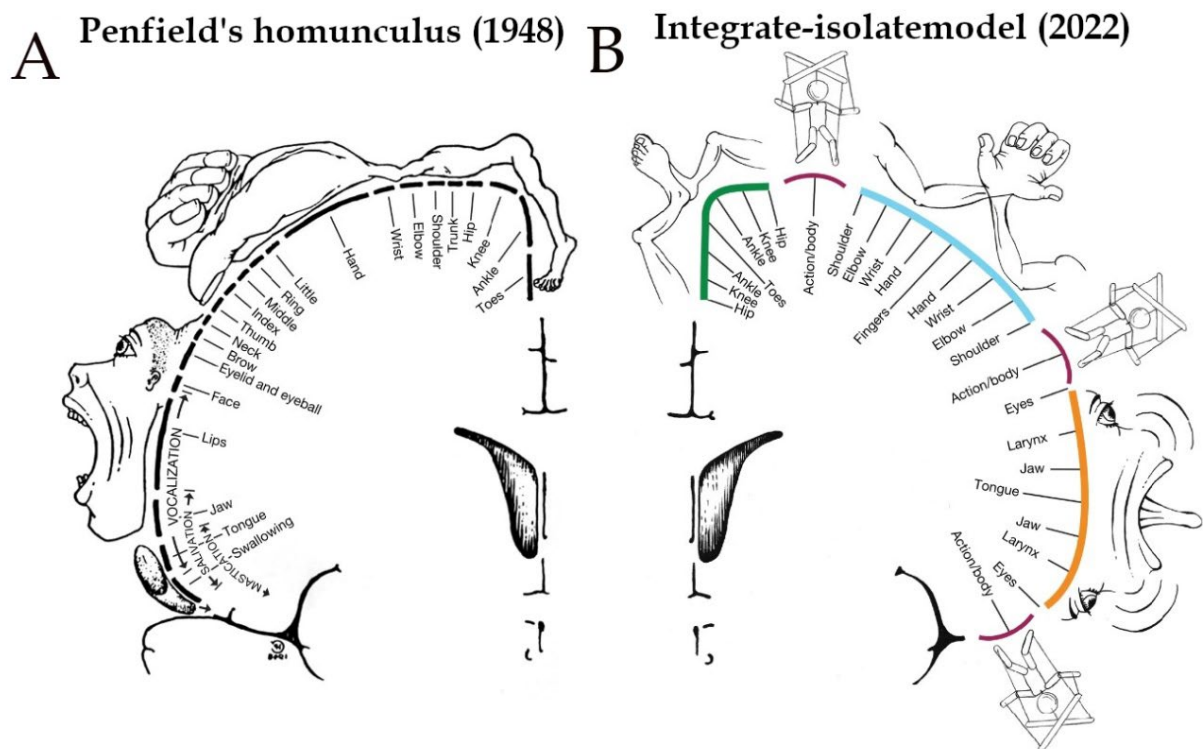 Penfield's homunculus (1948)
A
Integrate-isolatemodel (2022)
B
Toes
Ankle
Knee
Hip
Trunk
Shoulder
Elbow
Wrist
Hand
Little
Ring
Middle
Index
Thumb
Neck
Brow
Eyelid and eyeball
Face
Lips
Jaw
Tongue
Swallowing
VOCALIZATION
SALIVATION
MASTICATION
Hip
Knee
Ankle
Toes
Ankle
Knee
Hip
Action/body
Shoulder
Elbow
Wrist
Hand
Fingers
Hand
Wrist
Elbow
Shoulder
Action/body
Eyes
Larynx
Jaw
Tongue
Jaw
Larynx
Eyes
Action/body